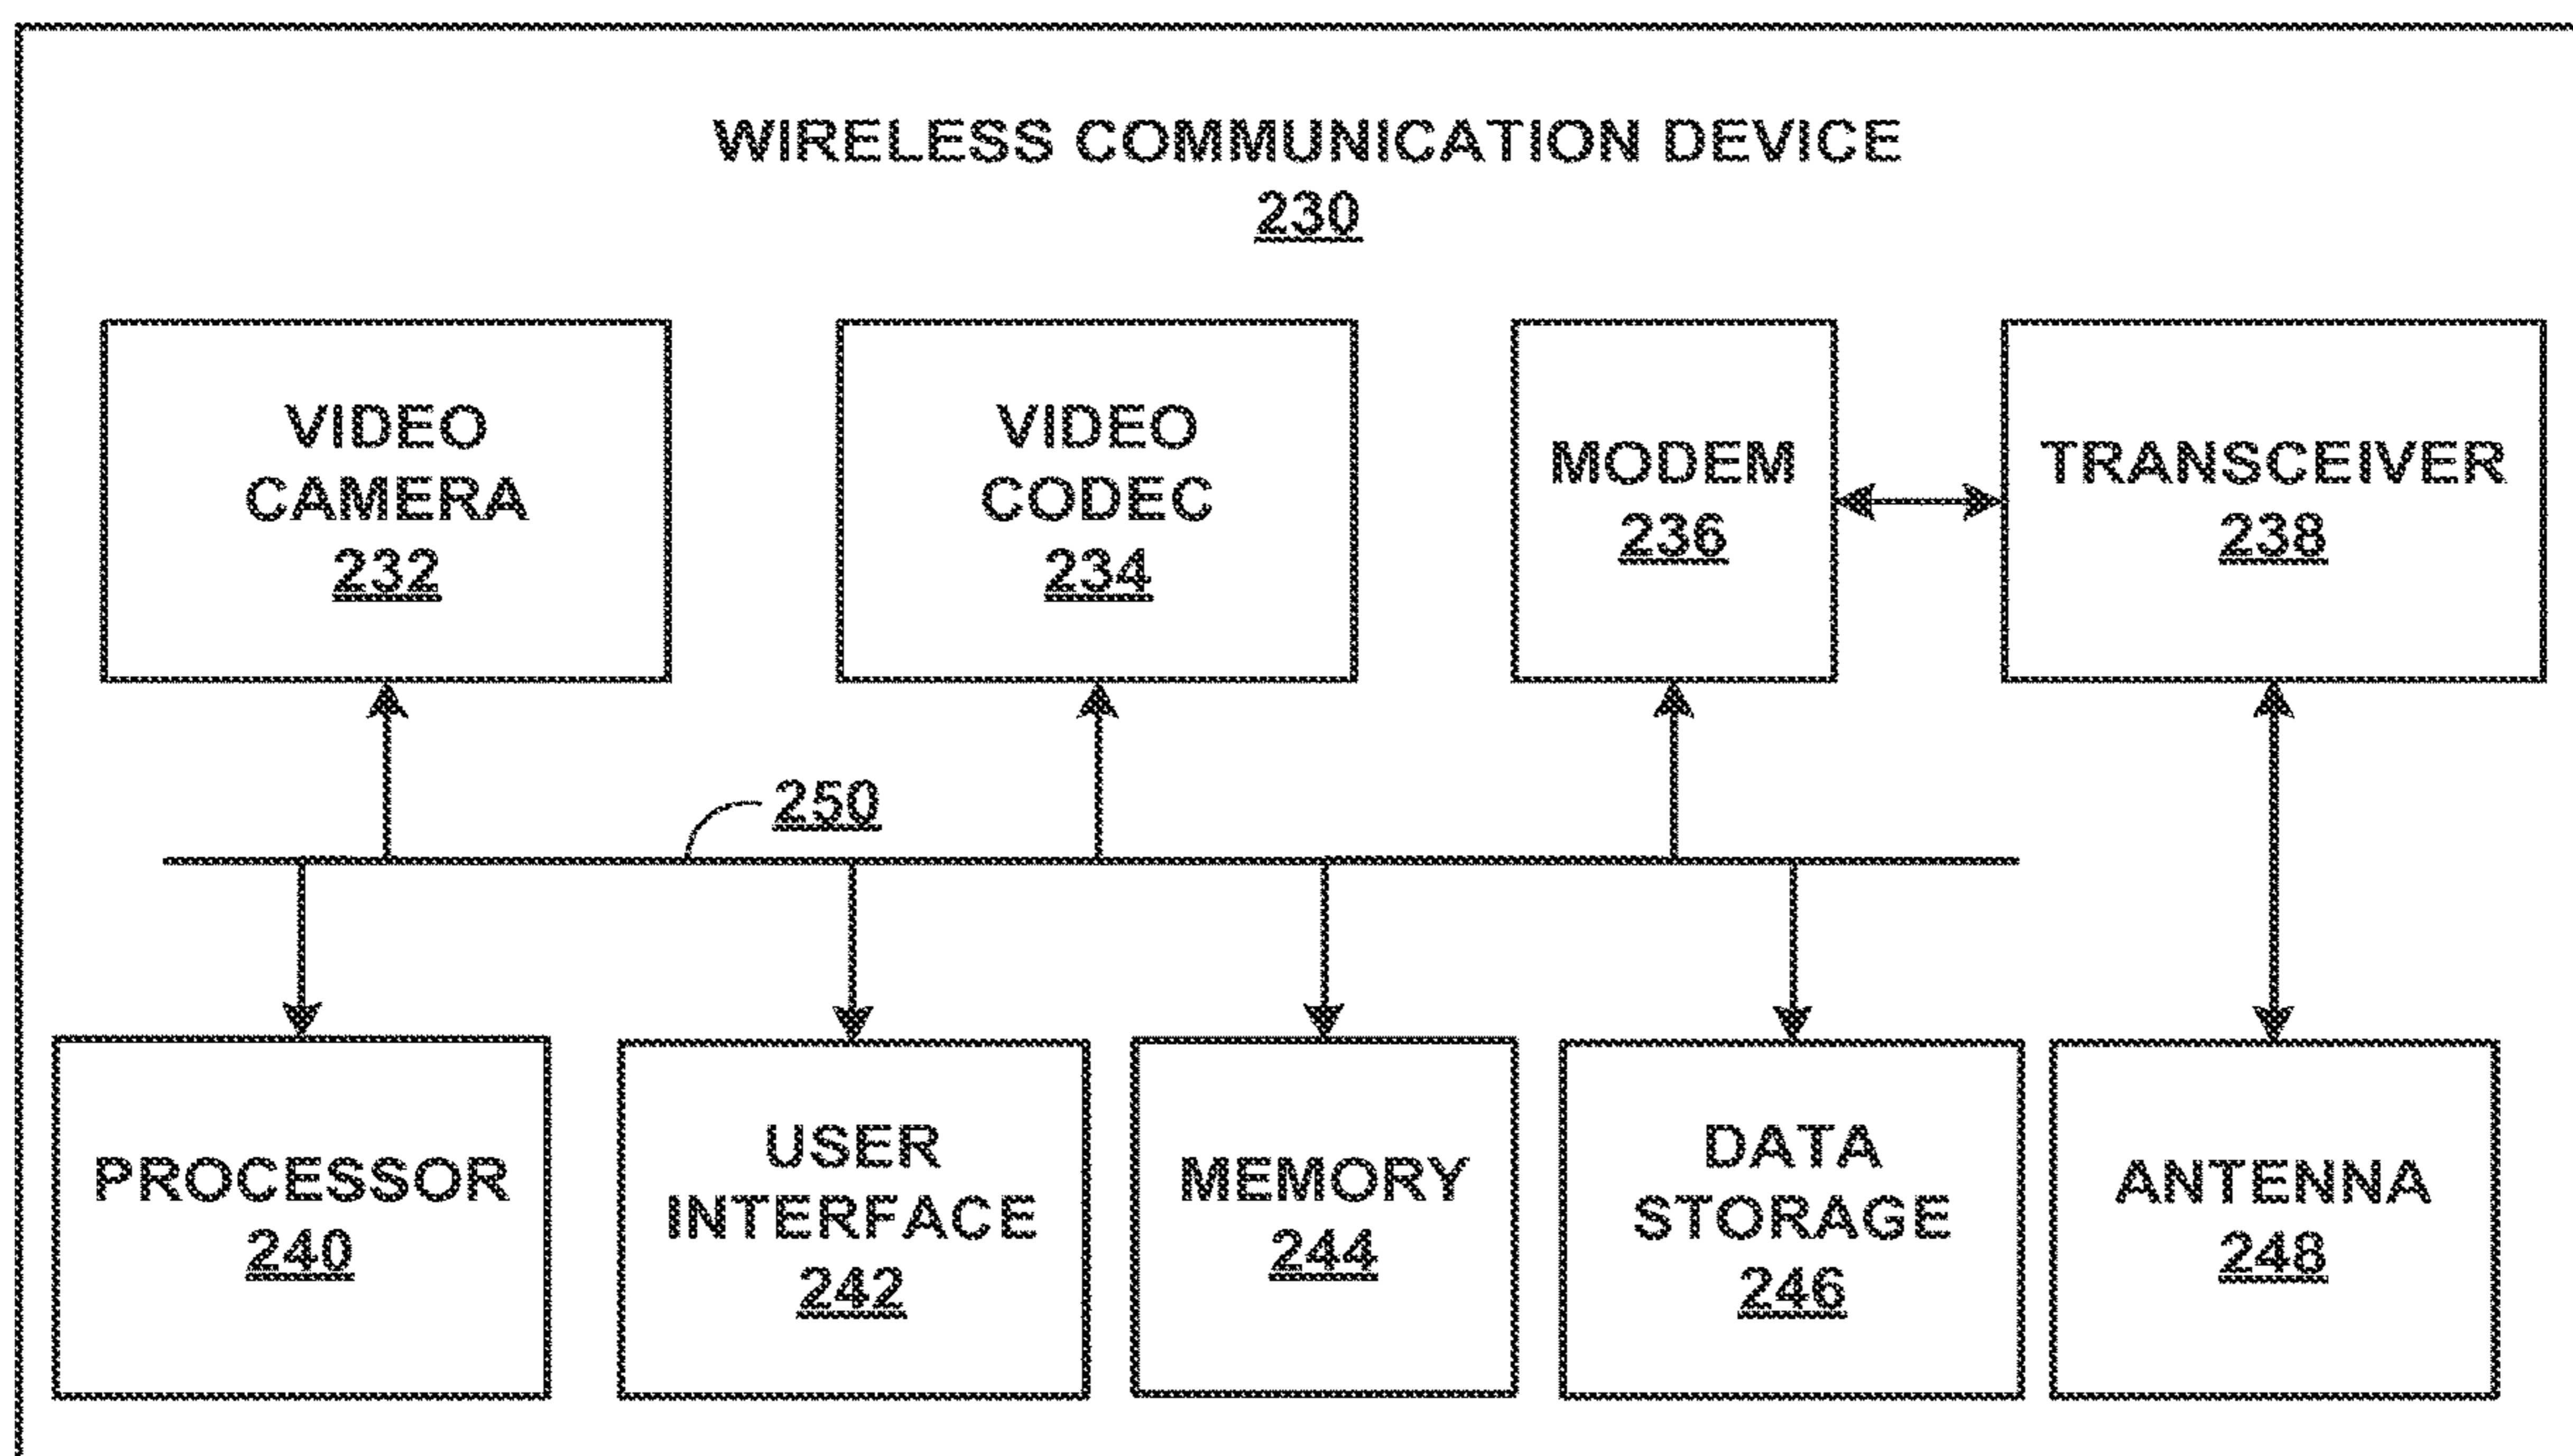 WIRELESS COMMUNICATION DEVICE
230
VIDEO
CAMERA
232
VIDEO
CODEC
234
MODEM
236
TRANSCEIVER
238
250
PROCESSOR
240
USER
INTERFACE
242
MEMORY
244
DATA
STORAGE
246
ANTENNA
248